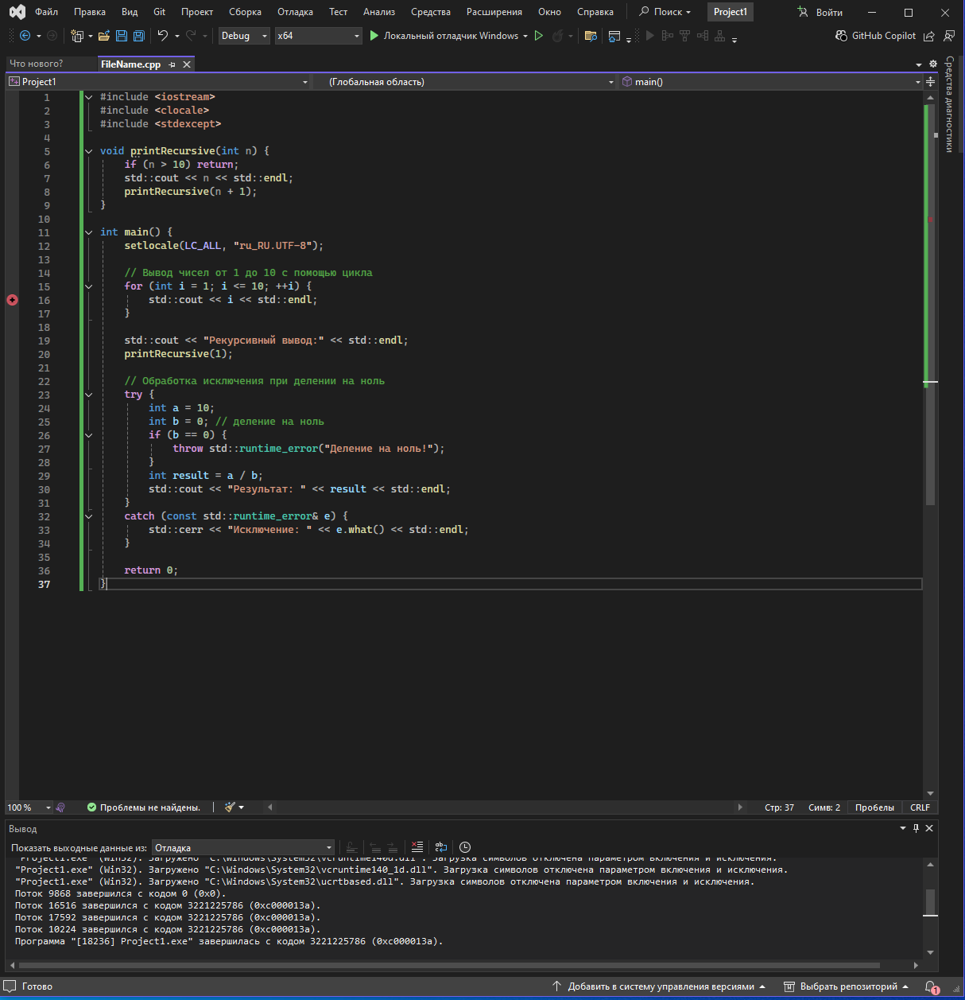 Файл Правка Вид Git Проект Сборка Отладка Тест Анализ Средства Расширения Окно Справка Поиск Project1 Войти
Debug x64 Локальный отладчик Windows GitHub Copilot
Что нового? FileName.cpp
Средства диагностики
Project1 (Глобальная область) main()
1 #include <iostream>
2 #include <clocale>
3 #include <stdexcept>
4
5 void printRecursive(int n) {
6 if (n > 10) return;
7 std::cout << n << std::endl;
8 printRecursive(n + 1);
9 }
10
11 int main() {
12 setlocale(LC_ALL, "ru_RU.UTF-8");
13
14 // Вывод чисел от 1 до 10 с помощью цикла
15 for (int i = 1; i <= 10; ++i) {
16 std::cout << i << std::endl;
17 }
18
19 std::cout << "Рекурсивный вывод:" << std::endl;
20 printRecursive(1);
21
22 // Обработка исключения при делении на ноль
23 try {
24 int a = 10;
25 int b = 0; // деление на ноль
26 if (b == 0) {
27 throw std::runtime_error("Деление на ноль!");
28 }
29 int result = a / b;
30 std::cout << "Результат: " << result << std::endl;
31 }
32 catch (const std::runtime_error& e) {
33 std::cerr << "Исключение: " << e.what() << std::endl;
34 }
35
36 return 0;
37 }
100 % Проблемы не найдены. Стр: 37 Симв: 2 Пробелы CRLF
Вывод
Показать выходные данные из: Отладка
"Project1.exe" (Win32). Загружено "C:\Windows\System32\vcruntime140d.dll". Загрузка символов отключена параметром включения и исключения.
"Project1.exe" (Win32). Загружено "C:\Windows\System32\vcruntime140_1d.dll". Загрузка символов отключена параметром включения и исключения.
"Project1.exe" (Win32). Загружено "C:\Windows\System32\ucrtbased.dll". Загрузка символов отключена параметром включения и исключения.
Поток 9868 завершился с кодом 0 (0x0).
Поток 16516 завершился с кодом 3221225786 (0xc000013a).
Поток 17592 завершился с кодом 3221225786 (0xc000013a).
Поток 10224 завершился с кодом 3221225786 (0xc000013a).
Программа "[18236] Project1.exe" завершилась с кодом 3221225786 (0xc000013a).
Готово Добавить в систему управления версиями Выбрать репозиторий 1